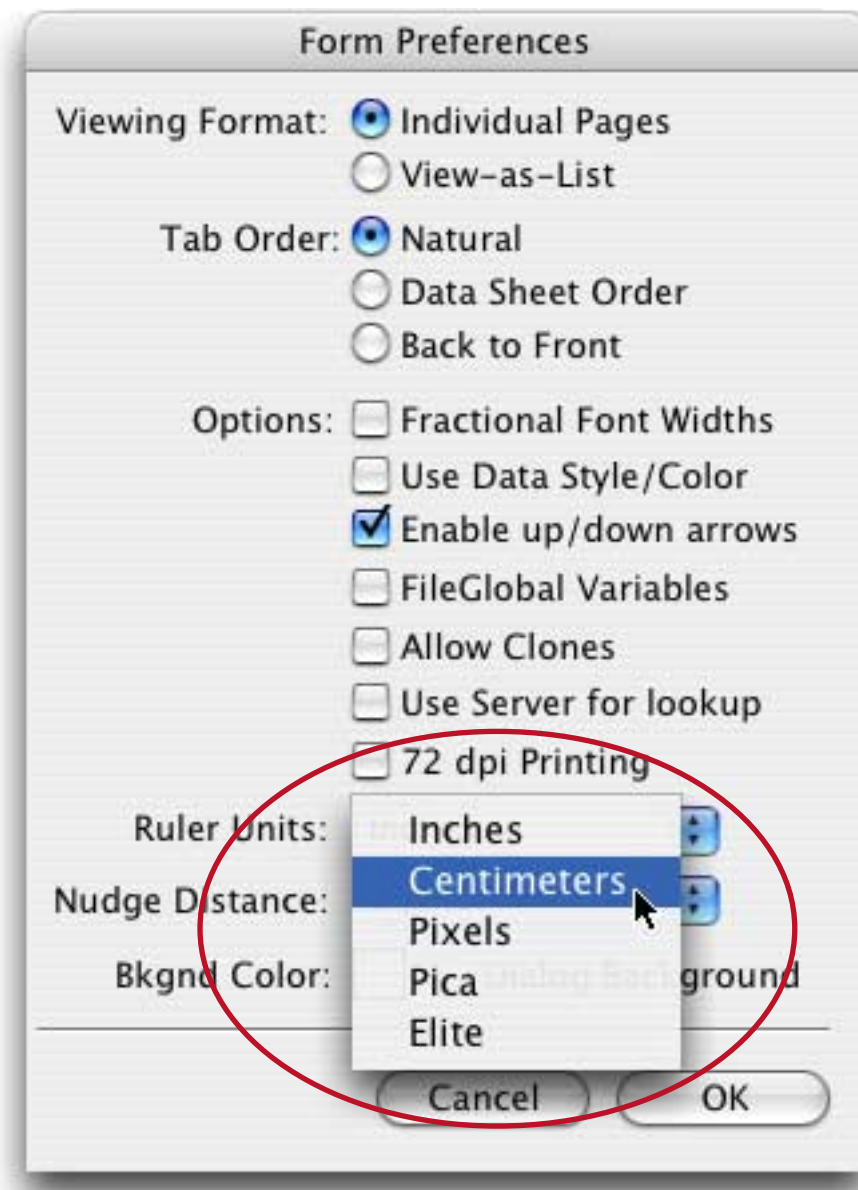 Form Preferences
Viewing Format: Individual Pages
View-as-List
Tab Order: Natural
Data Sheet Order
Back to Front
Options: Fractional Font Widths
Use Data Style/Color
Enable up/down arrows
FileGlobal Variables
Allow Clones
Use Server for lookup
72 dpi Printing
Ruler Units: Inches
Centimeters
Nudge Distance:
Pixels
Bkgnd Color: Pica
Elite
Cancel OK